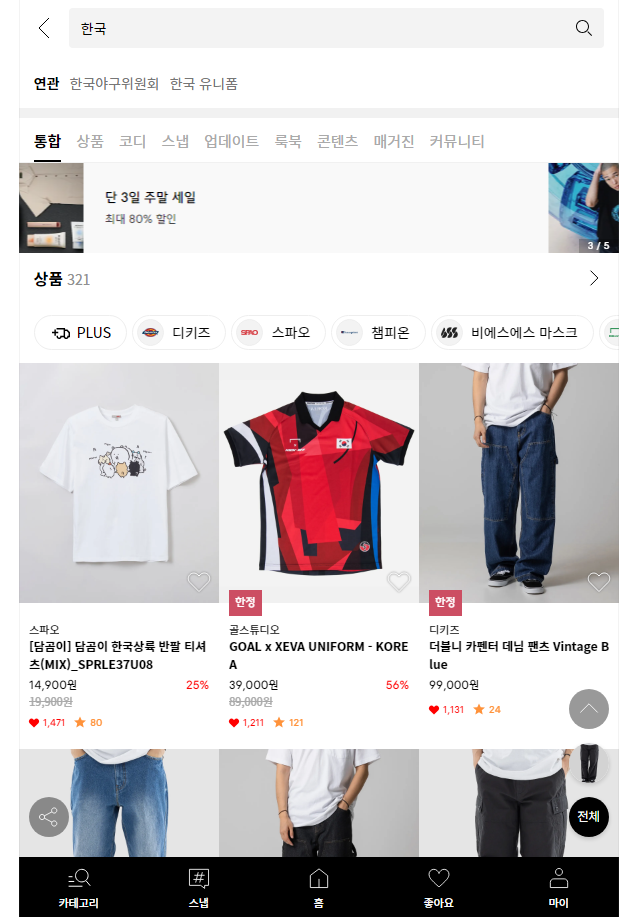 한국
연관 한국야구위원회 한국 유니폼
통합 상품 코디 스냅 업데이트 룩북 콘텐츠 매거진 커뮤니티
단 3일 주말 세일
최대 80% 할인
3 / 5
상품 321
PLUS 디키즈 SPAO 스파오 챔피온 비에스에스 마스크
한정
한정
스파오
[담곰이] 담곰이 한국상륙 반팔 티셔
츠(MIX)_SPRLE37U08
14,900원 25%
19,900원
1,471 80
골스튜디오
GOAL x XEVA UNIFORM - KORE
A
39,000원 56%
89,000원
1,211 121
디키즈
더블니 카펜터 데님 팬츠 Vintage B
lue
99,000원
1,131 24
전체
카테고리 스냅 홈 좋아요 마이